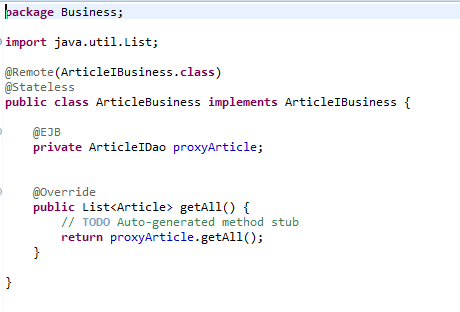 package Business;
import java.util.List;
@Remote(ArticleIBusiness.class)
@Stateless
public class ArticleBusiness implements ArticleIBusiness {
@EJB
private ArticleIDao proxyArticle;
@Override
public List<Article> getAll() {
// TODO Auto-generated method stub
return proxyArticle.getAll();
}
}